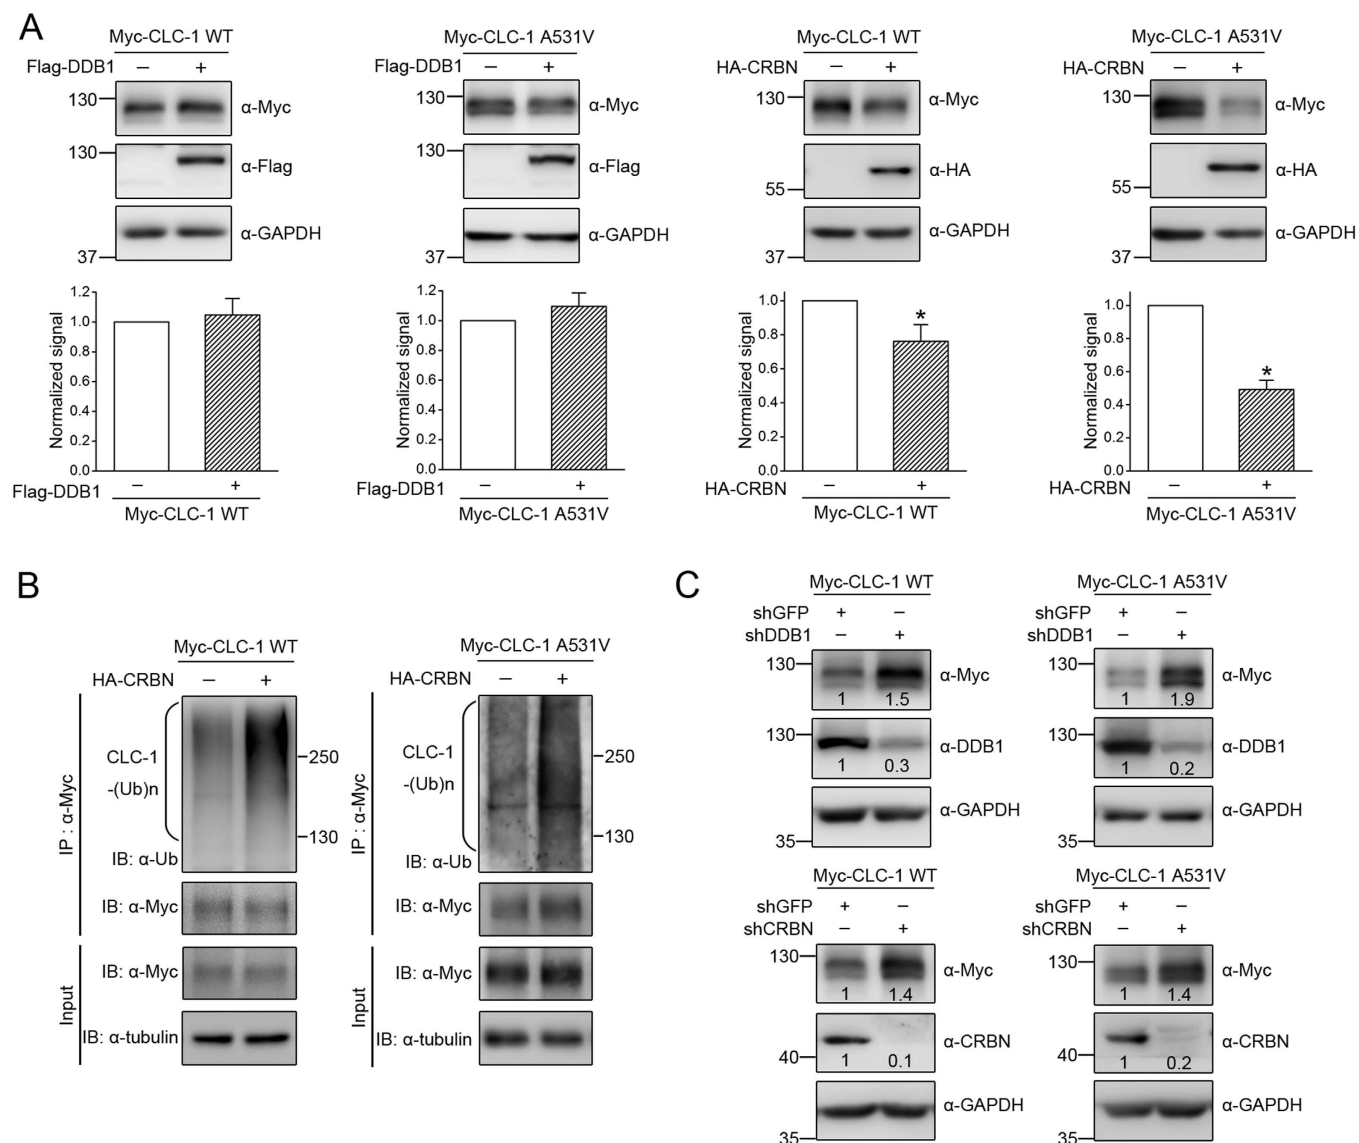 A
Myc-CLC-1 WT
Flag-DDB1 – +
130
α-Myc
130
α-Flag
α-GAPDH
37
Normalized signal
1.2
1.0
0.8
0.6
0.4
0.2
0.0
Flag-DDB1 – +
Myc-CLC-1 WT
Myc-CLC-1 A531V
Flag-DDB1 – +
130
α-Myc
130
α-Flag
α-GAPDH
37
Normalized signal
1.2
1.0
0.8
0.6
0.4
0.2
0.0
Flag-DDB1 – +
Myc-CLC-1 A531V
Myc-CLC-1 WT
HA-CRBN – +
130
α-Myc
α-HA
55
α-GAPDH
37
Normalized signal
1.0
0.8
0.6
0.4
0.2
0.0
*
HA-CRBN – +
Myc-CLC-1 WT
Myc-CLC-1 A531V
HA-CRBN – +
130
α-Myc
α-HA
55
α-GAPDH
37
Normalized signal
1.0
0.8
0.6
0.4
0.2
0.0
*
HA-CRBN – +
Myc-CLC-1 A531V
B
Myc-CLC-1 WT
HA-CRBN – +
IP : α-Myc
CLC-1
-(Ub)n
250
130
IB: α-Ub
IB: α-Myc
Input
IB: α-Myc
IB: α-tubulin
Myc-CLC-1 A531V
HA-CRBN – +
IP : α-Myc
CLC-1
-(Ub)n
250
130
IB: α-Ub
IB: α-Myc
Input
IB: α-Myc
IB: α-tubulin
C
Myc-CLC-1 WT
shGFP + –
shDDB1 – +
130
α-Myc
1 1.5
130
α-DDB1
1 0.3
α-GAPDH
35
Myc-CLC-1 A531V
shGFP + –
shDDB1 – +
130
α-Myc
1 1.9
130
α-DDB1
1 0.2
α-GAPDH
35
Myc-CLC-1 WT
shGFP + –
shCRBN – +
130
α-Myc
1 1.4
α-CRBN
40
1 0.1
α-GAPDH
35
Myc-CLC-1 A531V
shGFP + –
shCRBN – +
130
α-Myc
1 1.4
α-CRBN
40
1 0.2
α-GAPDH
35